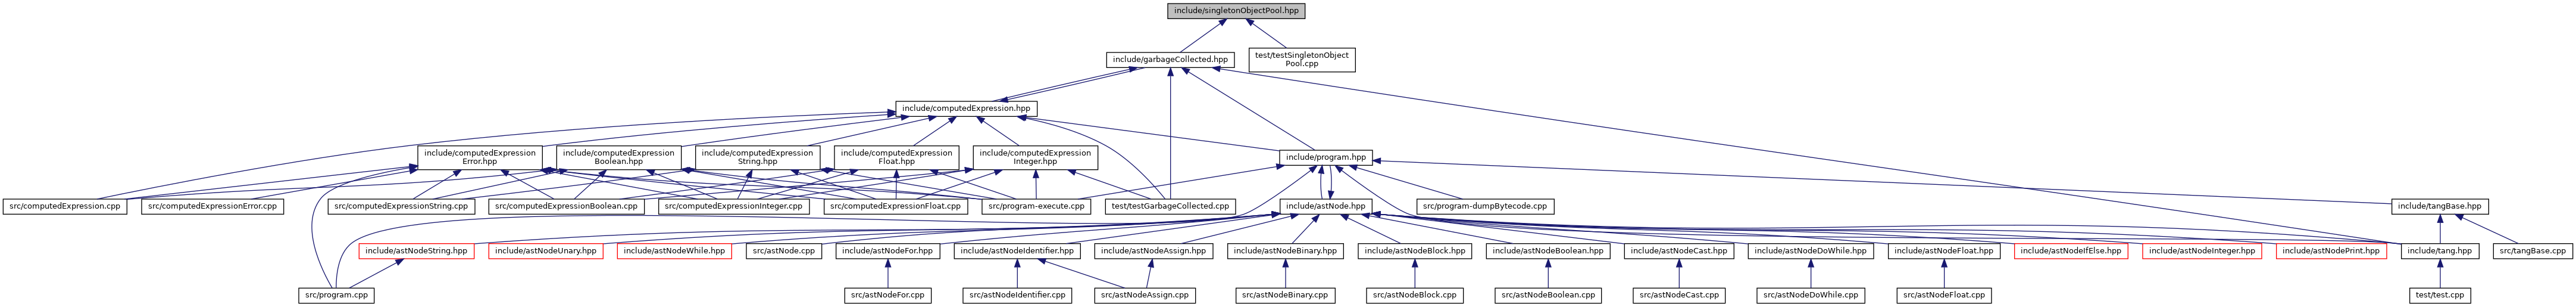 include/singletonObjectPool.hpp
include/garbageCollected.hpp
test/testSingletonObject
Pool.cpp
include/computedExpression.hpp
include/computedExpression
Error.hpp
include/computedExpression
Boolean.hpp
include/computedExpression
String.hpp
include/computedExpression
Float.hpp
include/computedExpression
Integer.hpp
include/program.hpp
src/computedExpression.cpp
src/computedExpressionError.cpp
src/computedExpressionString.cpp
src/computedExpressionBoolean.cpp
src/computedExpressionInteger.cpp
src/computedExpressionFloat.cpp
src/program-execute.cpp
test/testGarbageCollected.cpp
include/astNode.hpp
src/program-dumpBytecode.cpp
include/tangBase.hpp
include/astNodeString.hpp
include/astNodeUnary.hpp
include/astNodeWhile.hpp
src/astNode.cpp
include/astNodeFor.hpp
include/astNodeIdentifier.hpp
include/astNodeAssign.hpp
include/astNodeBinary.hpp
include/astNodeBlock.hpp
include/astNodeBoolean.hpp
include/astNodeCast.hpp
include/astNodeDoWhile.hpp
include/astNodeFloat.hpp
include/astNodeIfElse.hpp
include/astNodeInteger.hpp
include/astNodePrint.hpp
include/tang.hpp
src/tangBase.cpp
src/program.cpp
src/astNodeFor.cpp
src/astNodeIdentifier.cpp
src/astNodeAssign.cpp
src/astNodeBinary.cpp
src/astNodeBlock.cpp
src/astNodeBoolean.cpp
src/astNodeCast.cpp
src/astNodeDoWhile.cpp
src/astNodeFloat.cpp
test/test.cpp